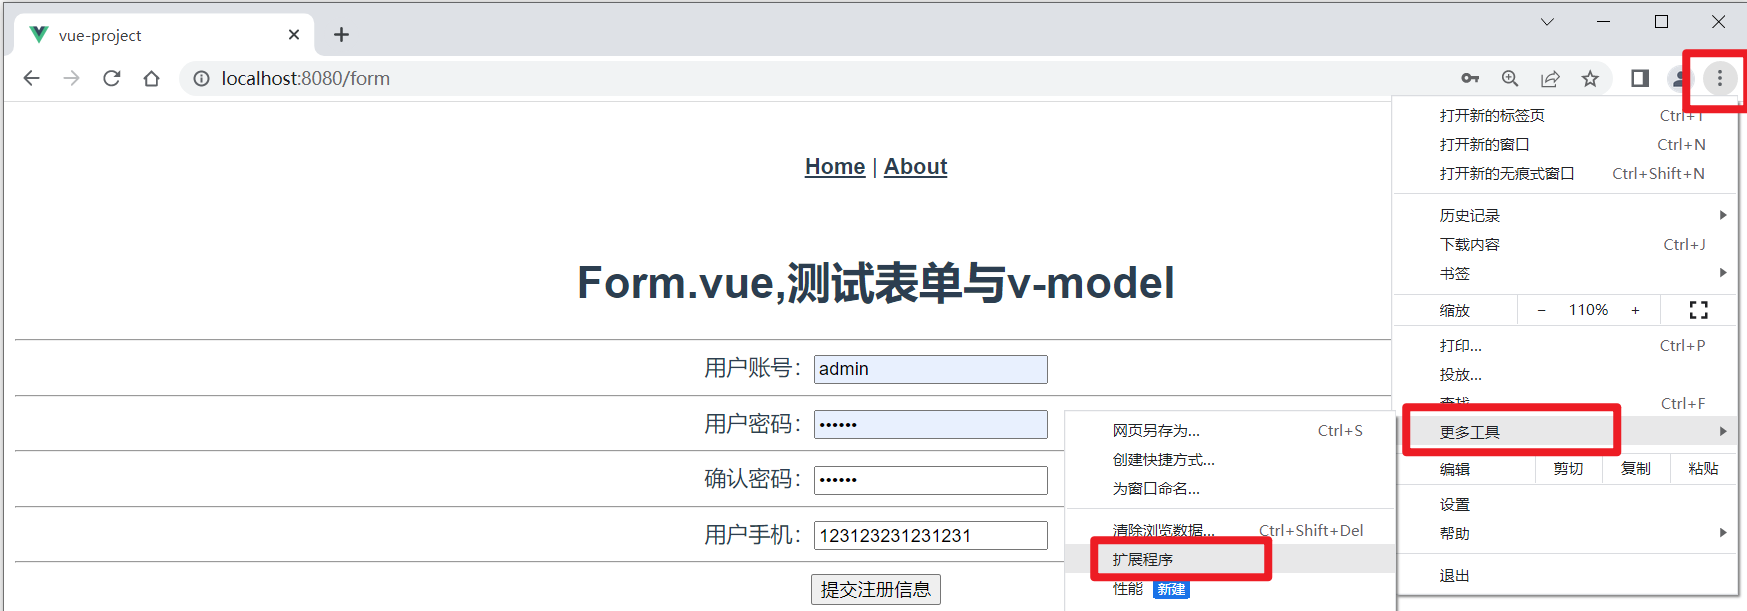 vue-project
localhost:8080/form
Home | About
Form.vue,测试表单与v-model
用户账号： admin
用户密码： ••••••
确认密码： ••••••
用户手机： 123123231231231
提交注册信息
打开新的标签页 Ctrl+T
打开新的窗口 Ctrl+N
打开新的无痕式窗口 Ctrl+Shift+N
历史记录
下载内容 Ctrl+J
书签
缩放 − 110% +
打印... Ctrl+P
投放...
查找... Ctrl+F
更多工具
编辑 剪切 复制 粘贴
设置
帮助
退出
网页另存为... Ctrl+S
创建快捷方式...
为窗口命名...
清除浏览数据... Ctrl+Shift+Del
扩展程序
性能 新建